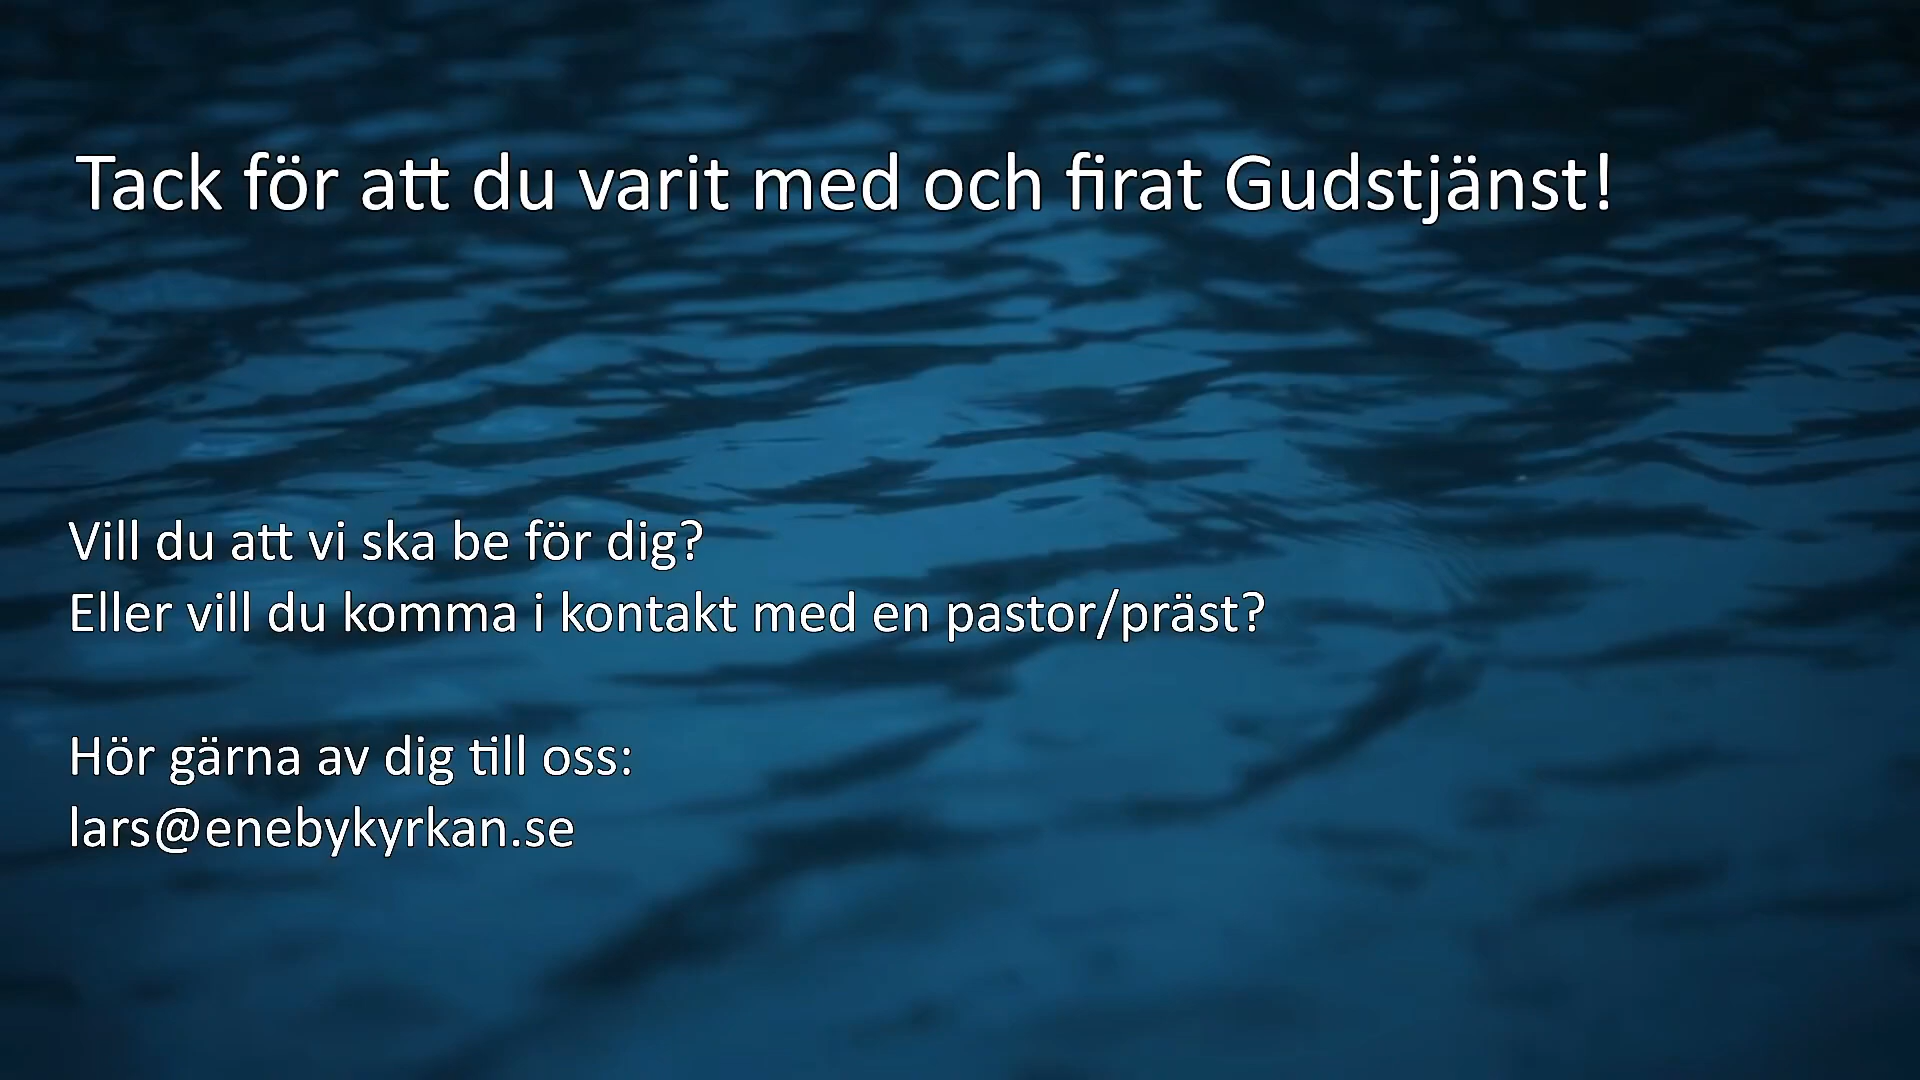 Tack för att du varit med och firat Gudstjänst!
Vill du att vi ska be för dig?
Eller vill du komma i kontakt med en pastor/präst?
Hör gärna av dig till oss:
lars@enebykyrkan.se